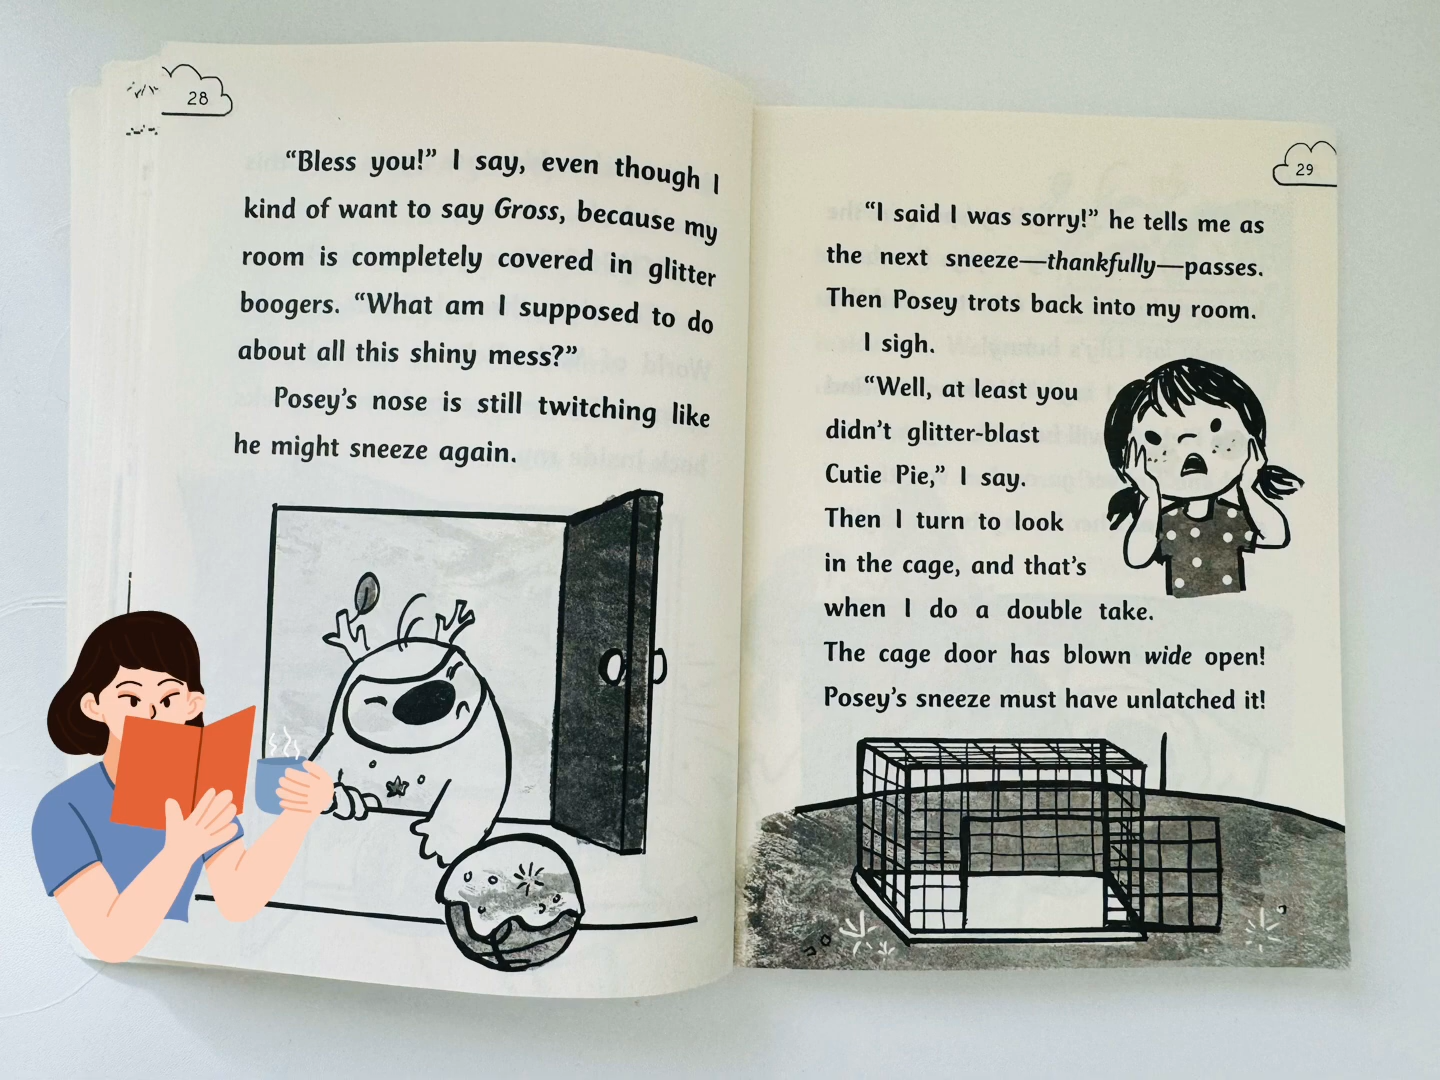 28
“Bless you!” I say, even though I
kind of want to say Gross, because my
room is completely covered in glitter
boogers. “What am I supposed to do
about all this shiny mess?”
Posey’s nose is still twitching like
he might sneeze again.
29
“I said I was sorry!” he tells me as
the next sneeze—thankfully—passes.
Then Posey trots back into my room.
I sigh.
“Well, at least you
didn’t glitter-blast
Cutie Pie,” I say.
Then I turn to look
in the cage, and that’s
when I do a double take.
The cage door has blown wide open!
Posey’s sneeze must have unlatched it!